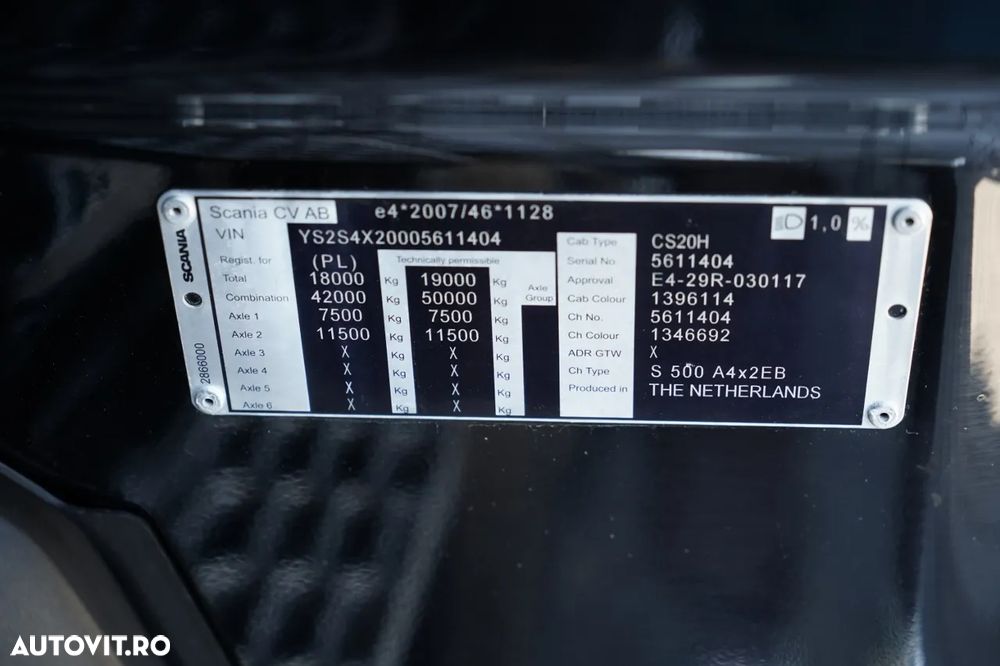 Scania CV AB e4*2007/46*1128 1,0 %
VIN YS2S4X20005611404
Regist. for (PL) Technically permissible
Total 18000 Kg 19000 Kg Axle Group
Combination 42000 Kg 50000 Kg
Axle 1 7500 Kg 7500 Kg
Axle 2 11500 Kg 11500 Kg
Axle 3 X Kg X Kg
Axle 4 X Kg X Kg
Axle 5 X Kg X Kg
Axle 6 X Kg X Kg
Cab Type CS20H
Serial No 5611404
Approval E4-29R-030117
Cab Colour 1396114
Ch No. 5611404
Ch Colour 1346692
ADR GTW X
Ch Type S 500 A4x2EB
Produced in THE NETHERLANDS
SCANIA
2866000
AUTOVIT.RO